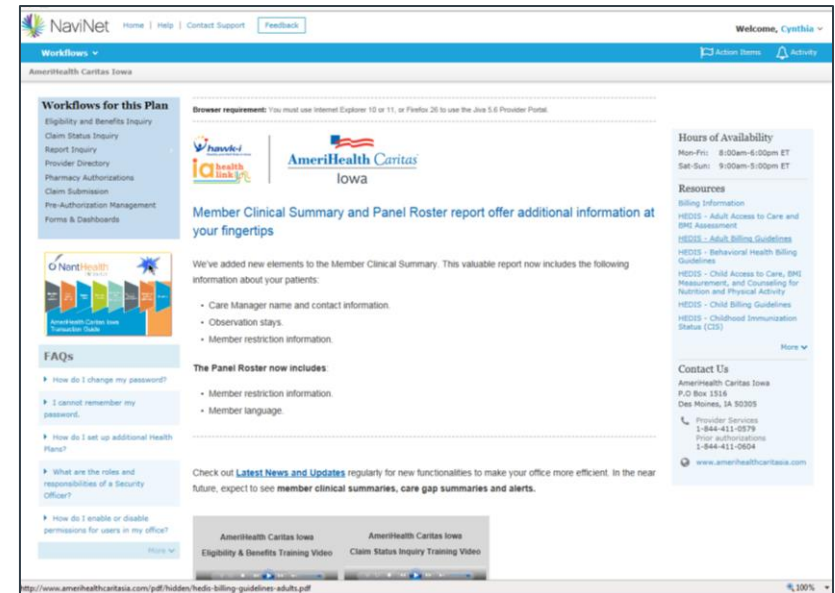 NaviNet
Home | Help | Contact Support
Feedback
Welcome, Cynthia
Workflows
Action Items
Activity
AmeriHealth Caritas Iowa
Workflows for this Plan
Eligibility and Benefits Inquiry
Claim Status Inquiry
Report Inquiry
Provider Directory
Pharmacy Authorizations
Claim Submission
Pre-Authorization Management
Forms & Dashboards
NantHealth
AmeriHealth Caritas Iowa
Transaction Guide
FAQs
How do I change my password?
I cannot remember my
password.
How do I set up additional Health
Plans?
What are the roles and
responsibilities of a Security
Officer?
How do I enable or disable
permissions for users in my office?
More
Browser requirement: You must use Internet Explorer 10 or 11, or Firefox 26 to use the Jiva 5.6 Provider Portal.
hawk-i
ia health
link
AmeriHealth Caritas
Iowa
Member Clinical Summary and Panel Roster report offer additional information at
your fingertips
We've added new elements to the Member Clinical Summary. This valuable report now includes the following
information about your patients:
• Care Manager name and contact information.
• Observation stays.
• Member restriction information.
The Panel Roster now includes:
• Member restriction information.
• Member language.
Check out Latest News and Updates regularly for new functionalities to make your office more efficient. In the near
future, expect to see member clinical summaries, care gap summaries and alerts.
AmeriHealth Caritas Iowa
Eligibility & Benefits Training Video
AmeriHealth Caritas Iowa
Claim Status Inquiry Training Video
Hours of Availability
Mon-Fri: 8:00am-6:00pm ET
Sat-Sun: 9:00am-5:00pm ET
Resources
Billing Information
HEDIS - Adult Access to Care and
BMI Assessment
HEDIS - Adult Billing Guidelines
HEDIS - Behavioral Health Billing
Guidelines
HEDIS - Child Access to Care, BMI
Measurement, and Counseling for
Nutrition and Physical Activity
HEDIS - Child Billing Guidelines
HEDIS - Childhood Immunization
Status (CIS)
More
Contact Us
AmeriHealth Caritas Iowa
P.O Box 1516
Des Moines, IA 50305
Provider Services
1-844-411-0579
Prior authorizations
1-844-411-0604
www.amerihealthcaritasia.com
http://www.amerihealthcaritasia.com/pdf/hidden/hedis-billing-guidelines-adults.pdf
100%